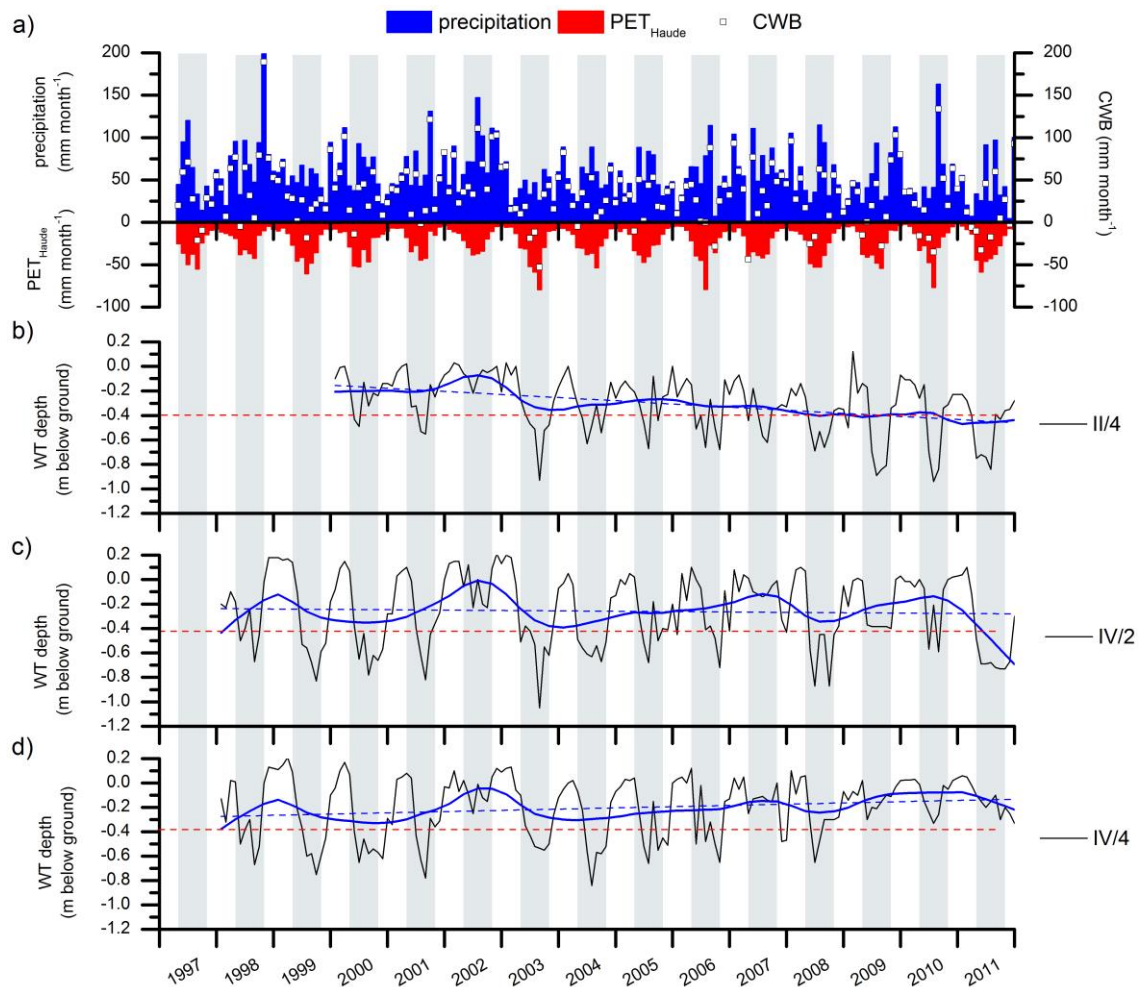 precipitation PET Haude CWB
a)
200 200
150 150
precipitation (mm month-1)
CWB (mm month-1)
100 100
50 50
0 0
PET Haude (mm month-1)
-50 -50
-100 -100
b)
0.2
0.0
-0.2
-0.4
-0.6
-0.8
-1.0
-1.2
WT depth
(m below ground)
II/4
c)
0.2
0.0
-0.2
-0.4
-0.6
-0.8
-1.0
-1.2
WT depth
(m below ground)
IV/2
d)
0.2
0.0
-0.2
-0.4
-0.6
-0.8
-1.0
-1.2
WT depth
(m below ground)
IV/4
1997 1998 1999 2000 2001 2002 2003 2004 2005 2006 2007 2008 2009 2010 2011